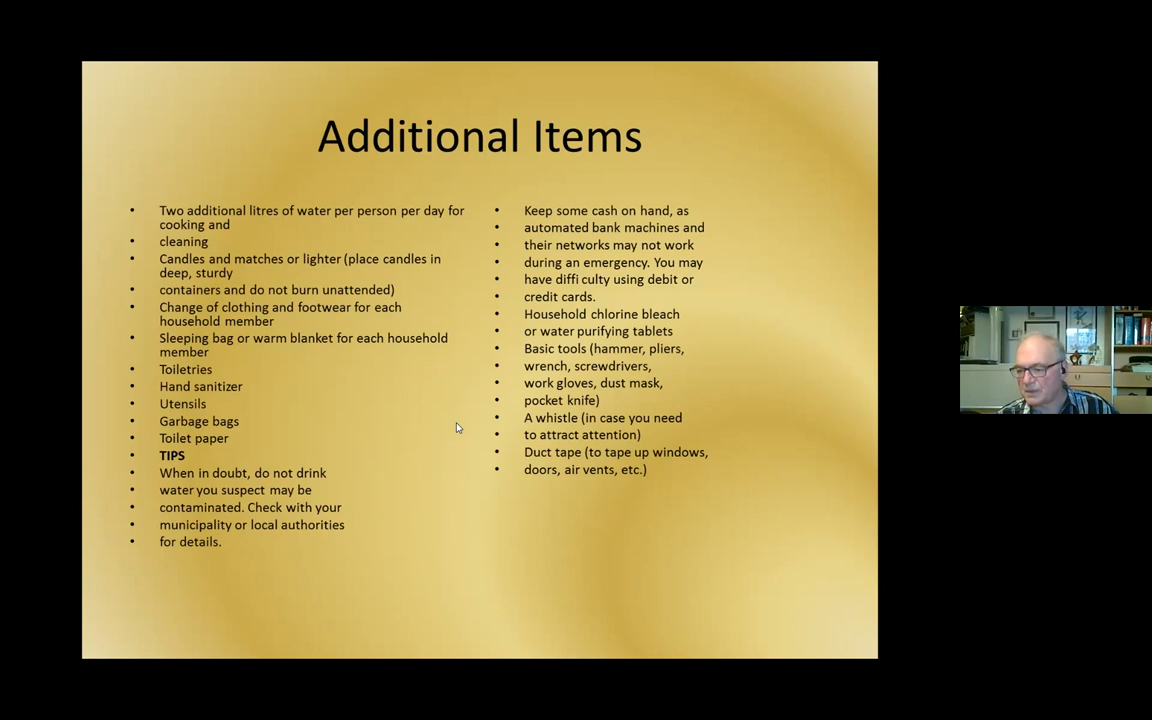 Additional Items
• Two additional litres of water per person per day for
cooking and
• cleaning
• Candles and matches or lighter (place candles in
deep, sturdy
• containers and do not burn unattended)
• Change of clothing and footwear for each
household member
• Sleeping bag or warm blanket for each household
member
• Toiletries
• Hand sanitizer
• Utensils
• Garbage bags
• Toilet paper
• TIPS
• When in doubt, do not drink
• water you suspect may be
• contaminated. Check with your
• municipality or local authorities
• for details.
• Keep some cash on hand, as
• automated bank machines and
• their networks may not work
• during an emergency. You may
• have diffi culty using debit or
• credit cards.
• Household chlorine bleach
• or water purifying tablets
• Basic tools (hammer, pliers,
• wrench, screwdrivers,
• work gloves, dust mask,
• pocket knife)
• A whistle (in case you need
• to attract attention)
• Duct tape (to tape up windows,
• doors, air vents, etc.)